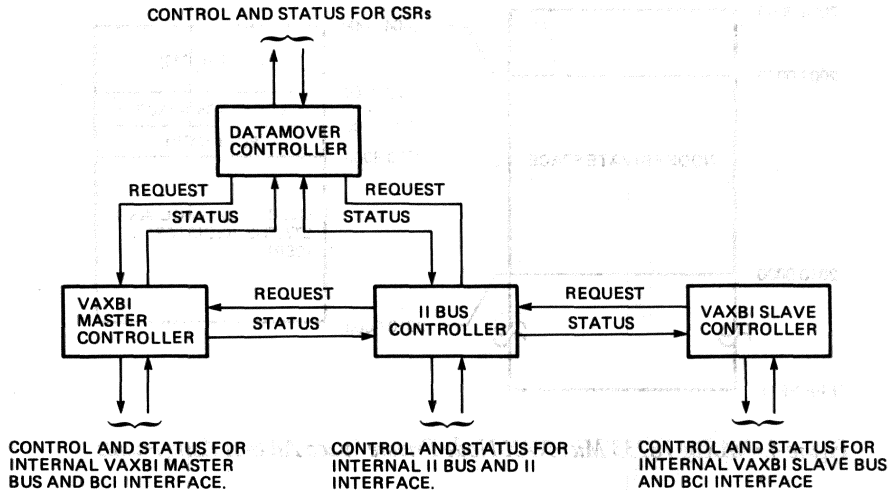 CONTROL AND STATUS FOR CSRs
DATAMOVER
CONTROLLER
REQUEST
REQUEST
STATUS
STATUS
VAXBI
MASTER
CONTROLLER
REQUEST
STATUS
II BUS
CONTROLLER
REQUEST
STATUS
VAXBI SLAVE
CONTROLLER
CONTROL AND STATUS FOR
INTERNAL VAXBI MASTER
BUS AND BCI INTERFACE.
CONTROL AND STATUS FOR
INTERNAL II BUS AND II
INTERFACE.
CONTROL AND STATUS FOR
INTERNAL VAXBI SLAVE BUS
AND BCI INTERFACE